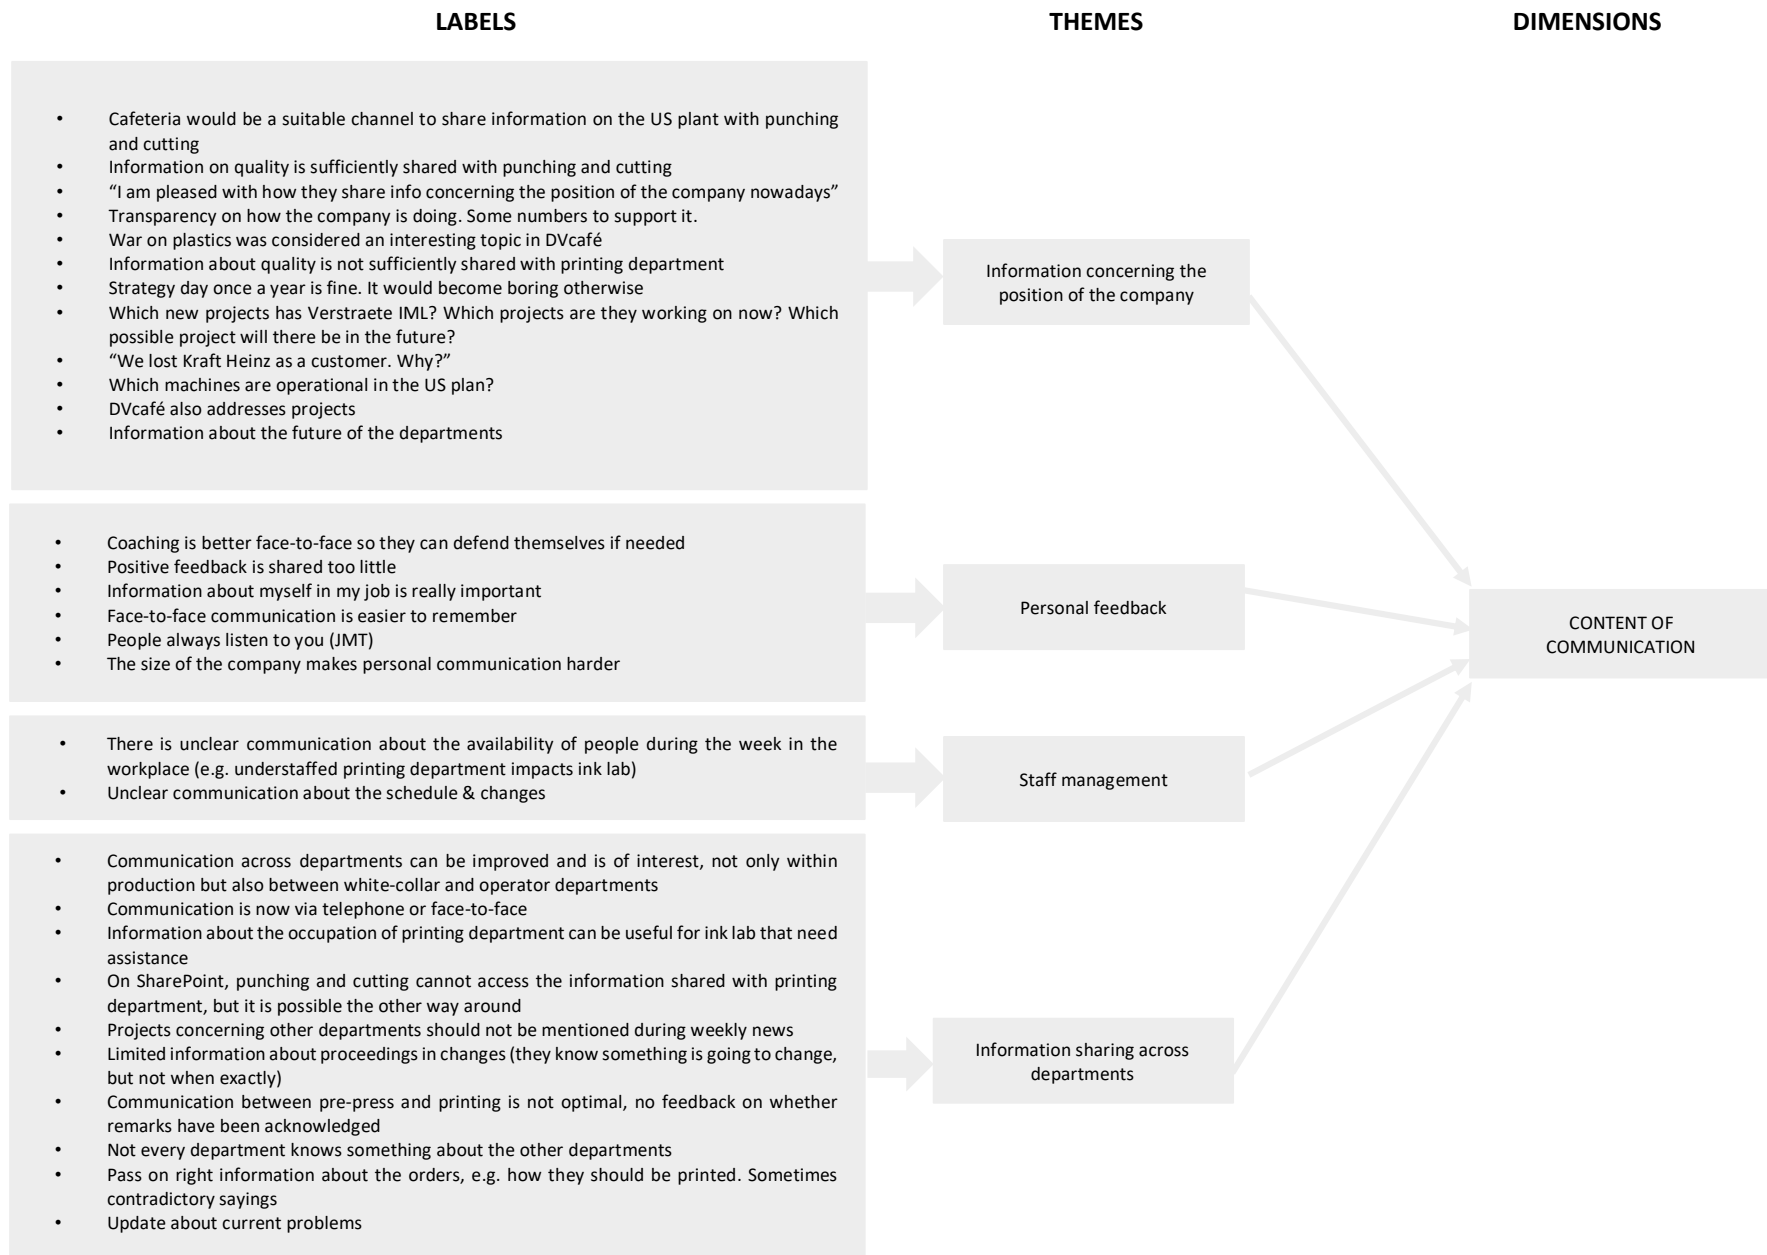 LABELS
THEMES
DIMENSIONS
• Cafeteria would be a suitable channel to share information on the US plant with punching
and cutting
• Information on quality is sufficiently shared with punching and cutting
• “I am pleased with how they share info concerning the position of the company nowadays”
• Transparency on how the company is doing. Some numbers to support it.
• War on plastics was considered an interesting topic in DVcafé
• Information about quality is not sufficiently shared with printing department
• Strategy day once a year is fine. It would become boring otherwise
• Which new projects has Verstraete IML? Which projects are they working on now? Which
possible project will there be in the future?
• “We lost Kraft Heinz as a customer. Why?”
• Which machines are operational in the US plan?
• DVcafé also addresses projects
• Information about the future of the departments
Information concerning the
position of the company
• Coaching is better face-to-face so they can defend themselves if needed
• Positive feedback is shared too little
• Information about myself in my job is really important
• Face-to-face communication is easier to remember
• People always listen to you (JMT)
• The size of the company makes personal communication harder
Personal feedback
CONTENT OF
COMMUNICATION
• There is unclear communication about the availability of people during the week in the
workplace (e.g. understaffed printing department impacts ink lab)
• Unclear communication about the schedule & changes
Staff management
• Communication across departments can be improved and is of interest, not only within
production but also between white-collar and operator departments
• Communication is now via telephone or face-to-face
• Information about the occupation of printing department can be useful for ink lab that need
assistance
• On SharePoint, punching and cutting cannot access the information shared with printing
department, but it is possible the other way around
• Projects concerning other departments should not be mentioned during weekly news
• Limited information about proceedings in changes (they know something is going to change,
but not when exactly)
• Communication between pre-press and printing is not optimal, no feedback on whether
remarks have been acknowledged
• Not every department knows something about the other departments
• Pass on right information about the orders, e.g. how they should be printed. Sometimes
contradictory sayings
• Update about current problems
Information sharing across
departments